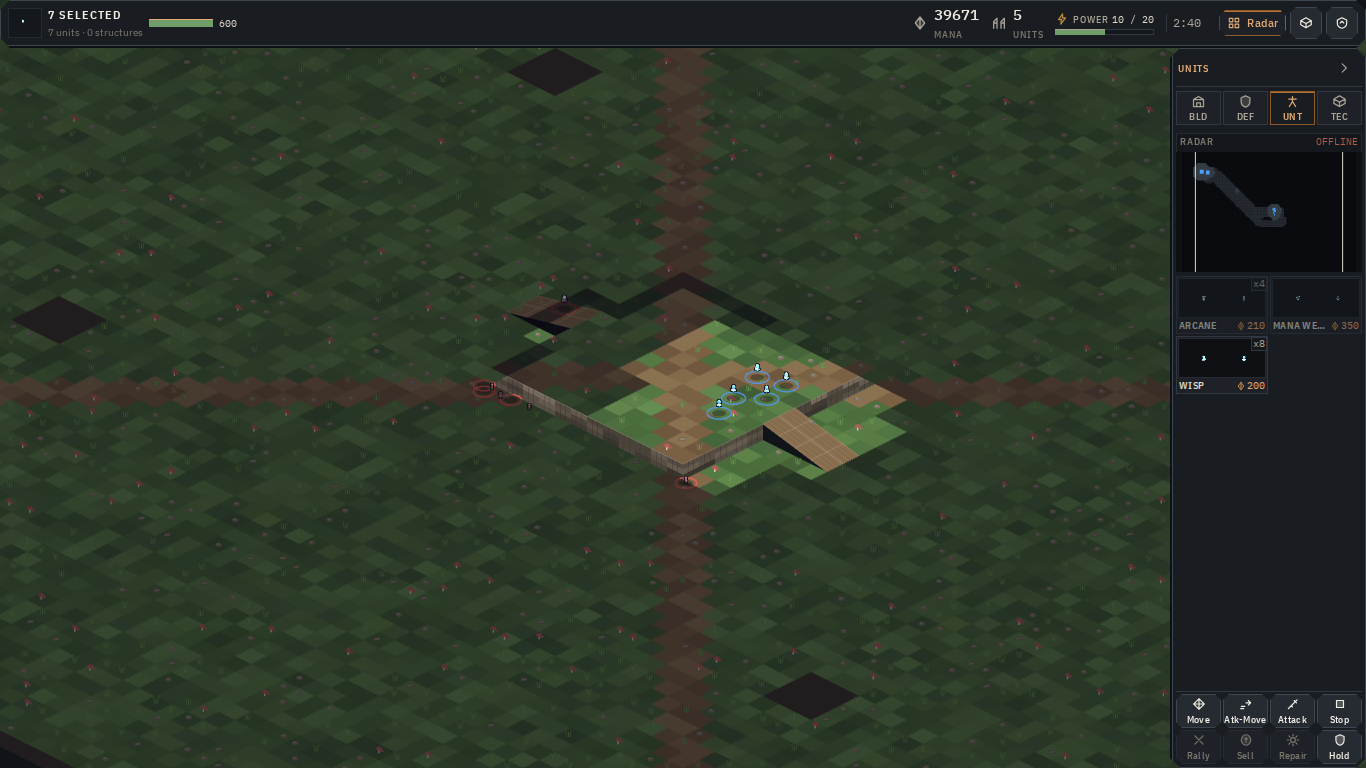 7 SELECTED
7 units · 0 structures
600
39671
MANA
5
UNITS
POWER 10 / 20
2:40
Radar
UNITS
BLD
DEF
UNT
TEC
RADAR
OFFLINE
x4
ARCANE 210
MANA WE... 350
x8
WISP 200
Move
Atk-Move
Attack
Stop
Rally
Sell
Repair
Hold